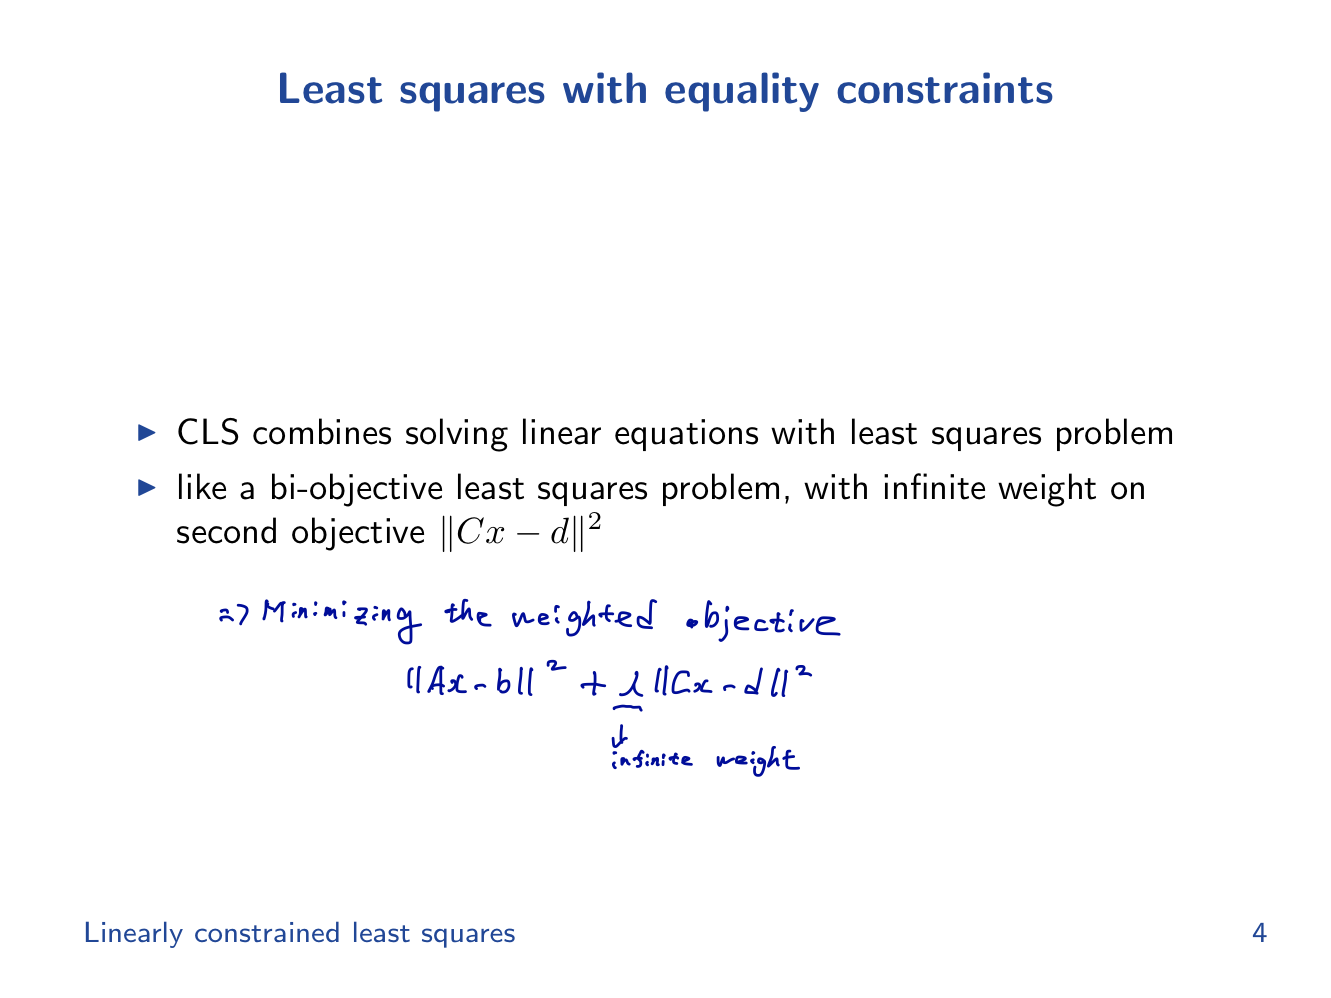 Least squares with equality constraints
▶ CLS combines solving linear equations with least squares problem
▶ like a bi-objective least squares problem, with infinite weight on
second objective ‖Cx − d‖²
⇒ Minimizing the weighted objective
‖Ax - b‖² + λ‖Cx - d‖²
↓
infinite weight
Linearly constrained least squares 4